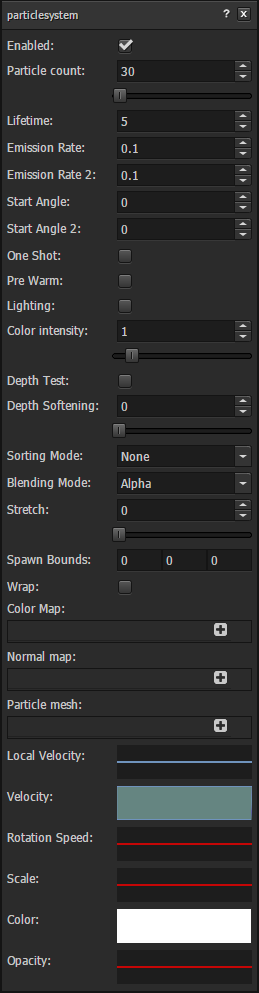 particlesystem ? x
Enabled:
Particle count: 30
Lifetime: 5
Emission Rate: 0.1
Emission Rate 2: 0.1
Start Angle: 0
Start Angle 2: 0
One Shot:
Pre Warm:
Lighting:
Color intensity: 1
Depth Test:
Depth Softening: 0
Sorting Mode: None
Blending Mode: Alpha
Stretch: 0
Spawn Bounds: 0 0 0
Wrap:
Color Map:
Normal map:
Particle mesh:
Local Velocity:
Velocity:
Rotation Speed:
Scale:
Color:
Opacity: